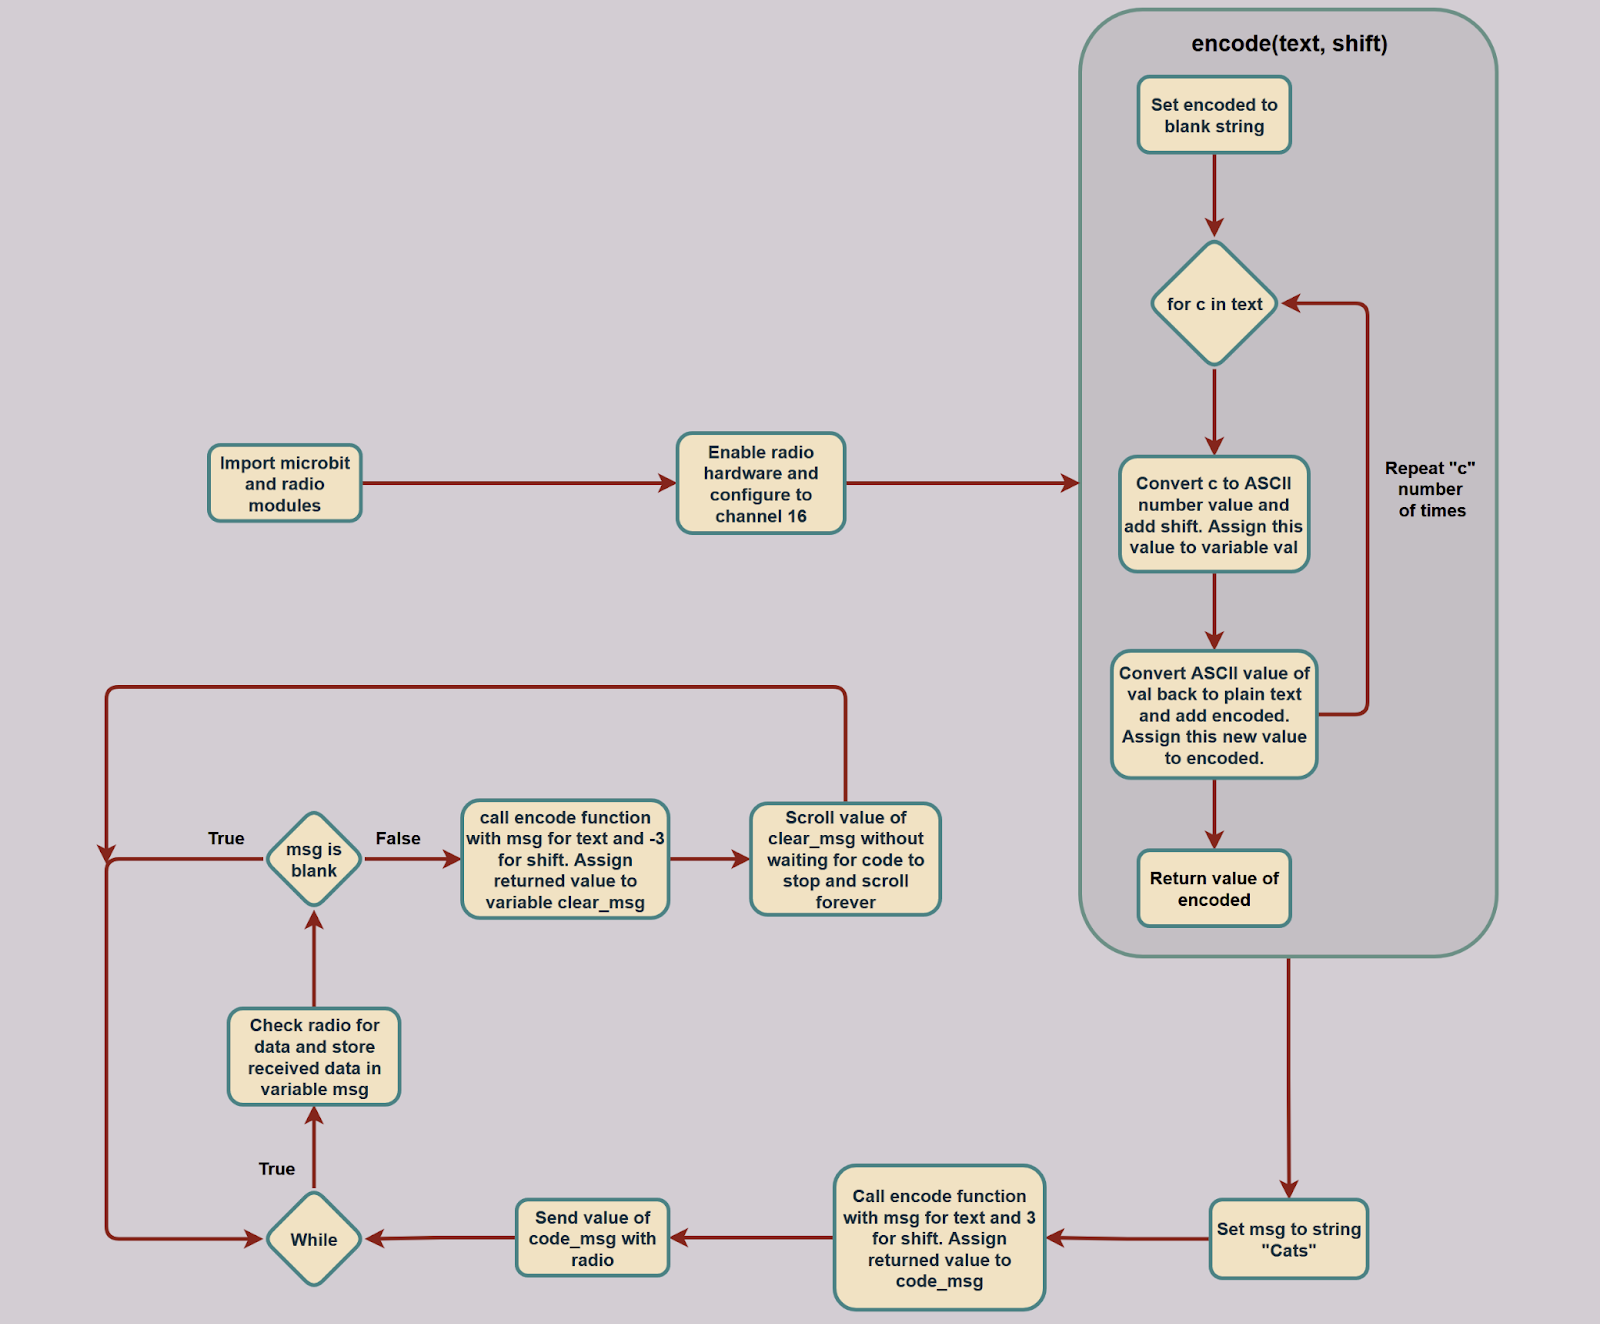 encode(text, shift)
Set encoded to
blank string
for c in text
Convert c to ASCII
number value and
add shift. Assign this
value to variable val
Repeat "c"
number
of times
Convert ASCII value of
val back to plain text
and add encoded.
Assign this new value
to encoded.
Return value of
encoded
Import microbit
and radio
modules
Enable radio
hardware and
configure to
channel 16
True
msg is
blank
False
call encode function
with msg for text and -3
for shift. Assign
returned value to
variable clear_msg
Scroll value of
clear_msg without
waiting for code to
stop and scroll
forever
Check radio for
data and store
received data in
variable msg
True
While
Send value of
code_msg with
radio
Call encode function
with msg for text and 3
for shift. Assign
returned value to
code_msg
Set msg to string
"Cats"